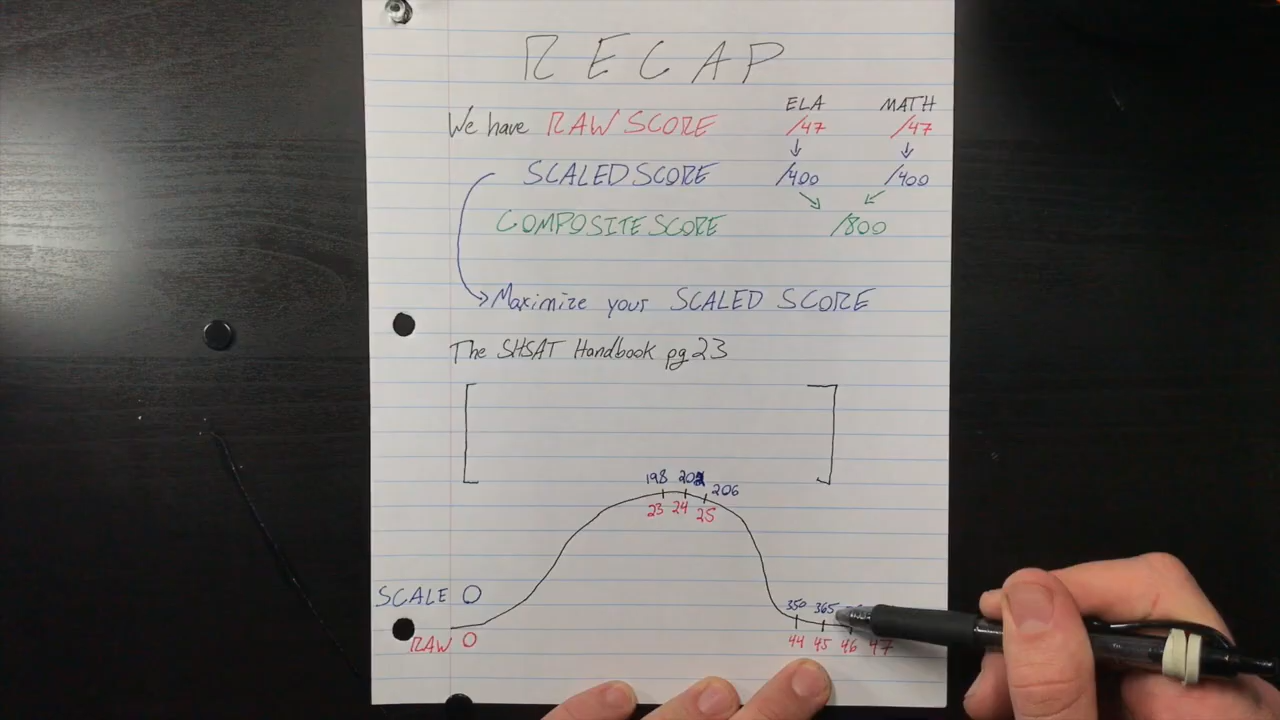 RECAP
ELA MATH
We have RAW SCORE /47 /47
SCALED SCORE /400 /400
COMPOSITE SCORE /800
Maximize your SCALED SCORE
The SHSAT Handbook pg 23
198 202 206
23 24 25
SCALE 0
350 365
RAW 0
44 45 46 47